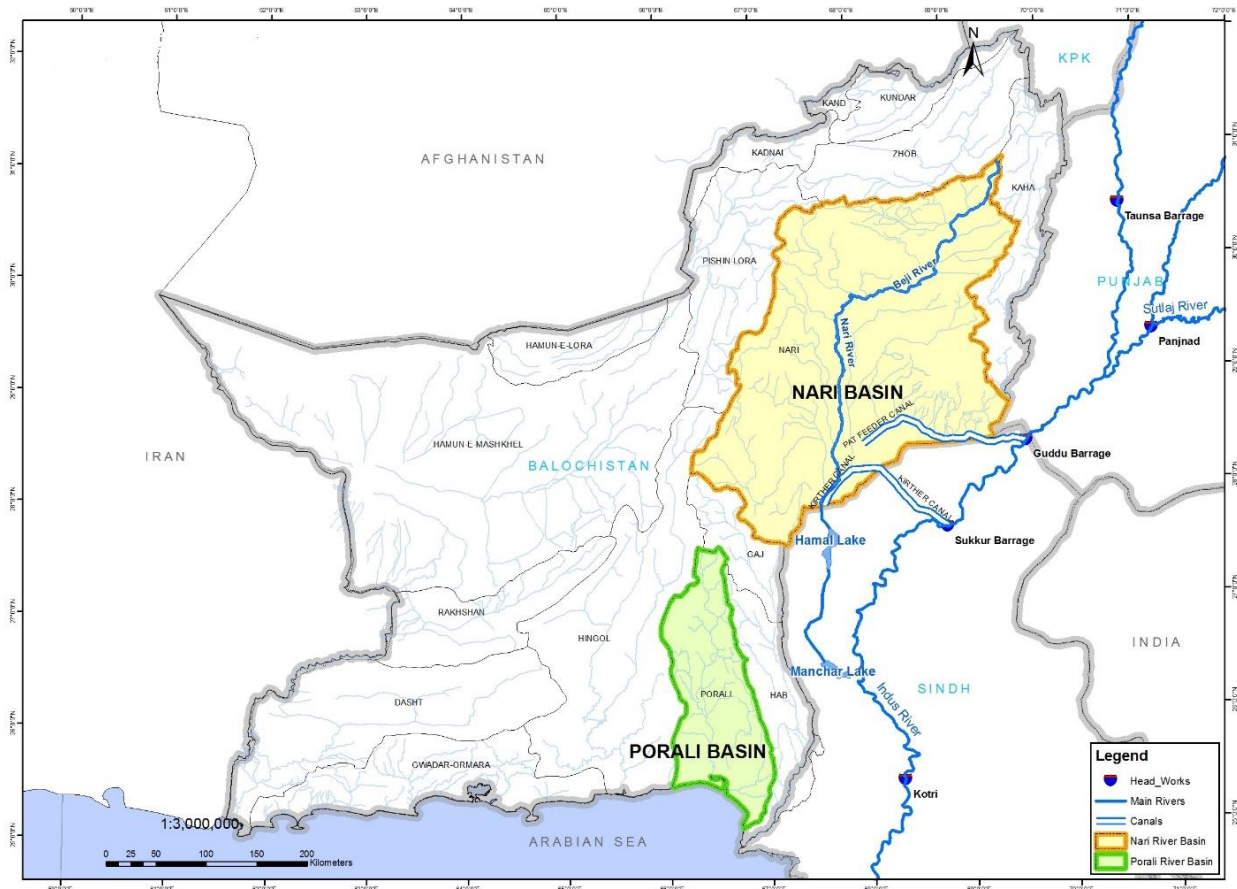 N
KPK
KUNDAR
KAND
AFGHANISTAN
KADNAI
ZHOB
KAHA
Taunsa Barrage
PISHIN LORA
Beji River
PUNJAB
Sutlaj River
Panjnad
HAMUN-E-LORA
NARI
Nari River
NARI BASIN
PAT FEEDER CANAL
HAMUN-E-MASHKHEL
IRAN
BALOCHISTAN
Guddu Barrage
KIRTHER CANAL
KIRTHER CANAL
Sukkur Barrage
Hamal Lake
GAJ
RAKHSHAN
HINGOL
INDIA
Manchar Lake
SINDH
DASHT
PORALI
HAB
Indus River
PORALI BASIN
GWADAR-ORMARA
Kotri
1:3,000,000
ARABIAN SEA
0 25 50 100 150 200
Kilometers
Legend
Head_Works
Main Rivers
Canals
Nari River Basin
Porali River Basin